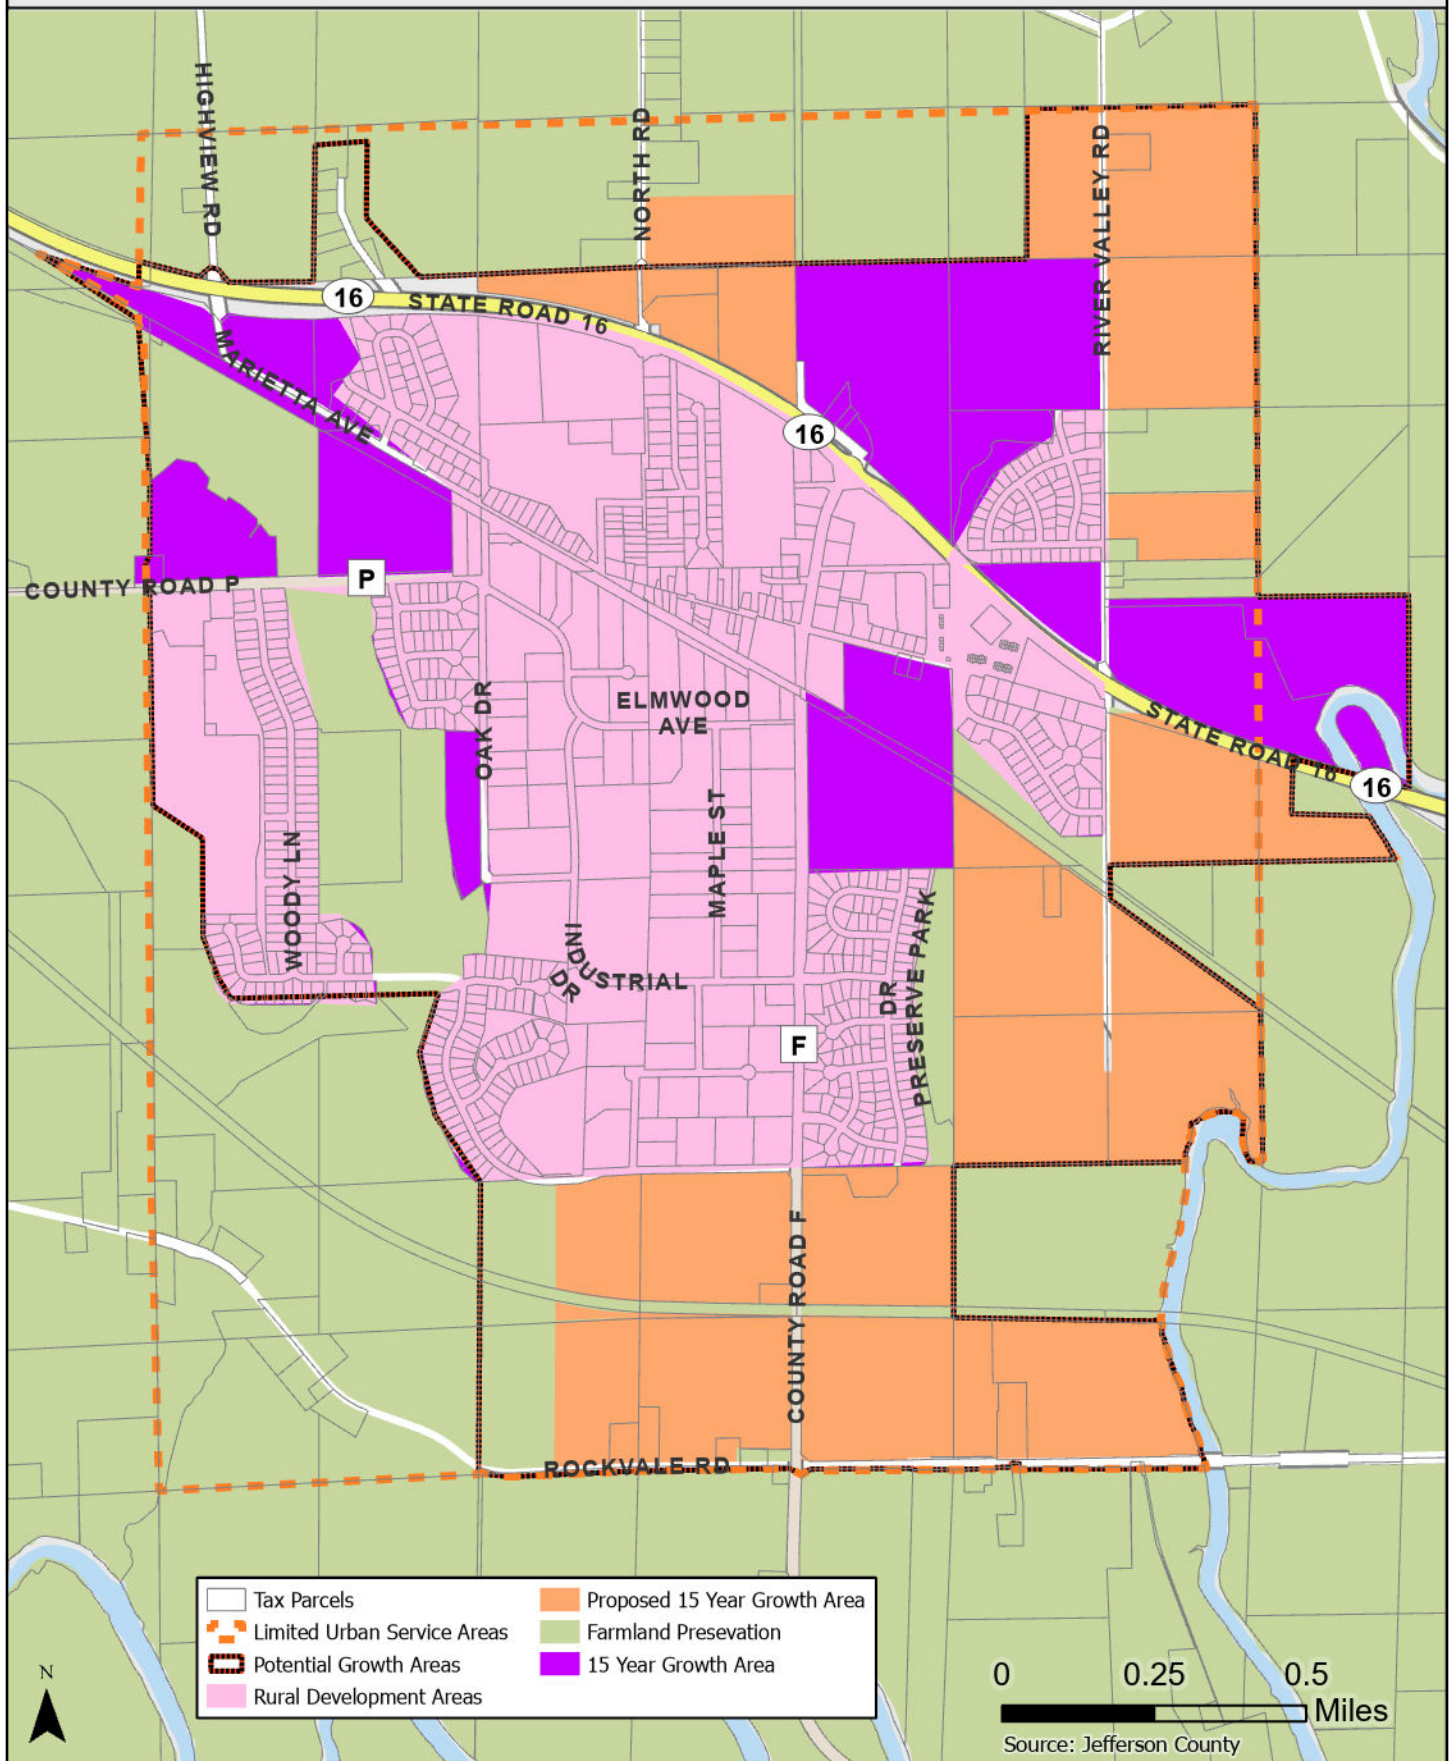 HIGHVIEW RD
NORTH RD
RIVER VALLEY RD
16
STATE ROAD 16
MARIETTA AVE
16
P
COUNTY ROAD P
OAK DR
ELMWOOD
AVE
STATE ROAD 16
16
MAPLE ST
WOODY LN
INDUSTRIAL
DR
PRESERVE PARK
DR
F
COUNTY ROAD F
ROCKVALE RD
Tax Parcels
Limited Urban Service Areas
Potential Growth Areas
Rural Development Areas
Proposed 15 Year Growth Area
Farmland Presevation
15 Year Growth Area
N
0 0.25 0.5
Miles
Source: Jefferson County